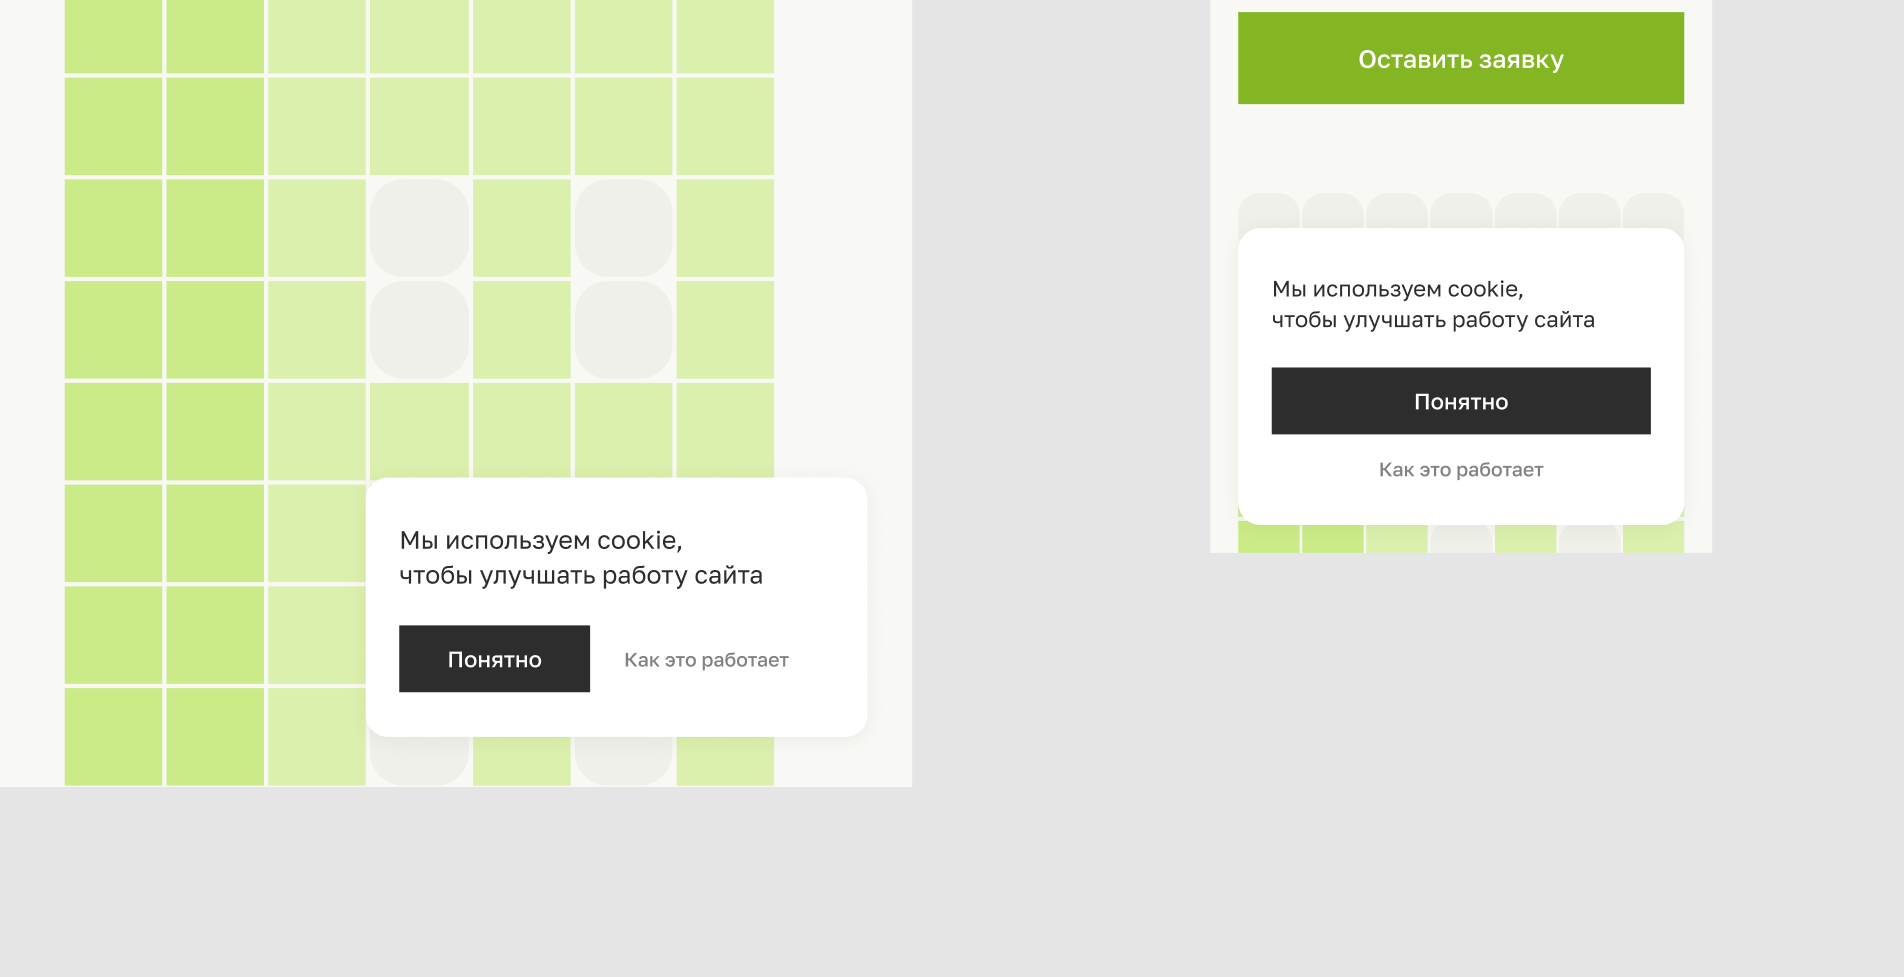 Мы используем cookie,
чтобы улучшать работу сайта
Понятно
Как это работает
Оставить заявку
Мы используем cookie,
чтобы улучшать работу сайта
Понятно
Как это работает